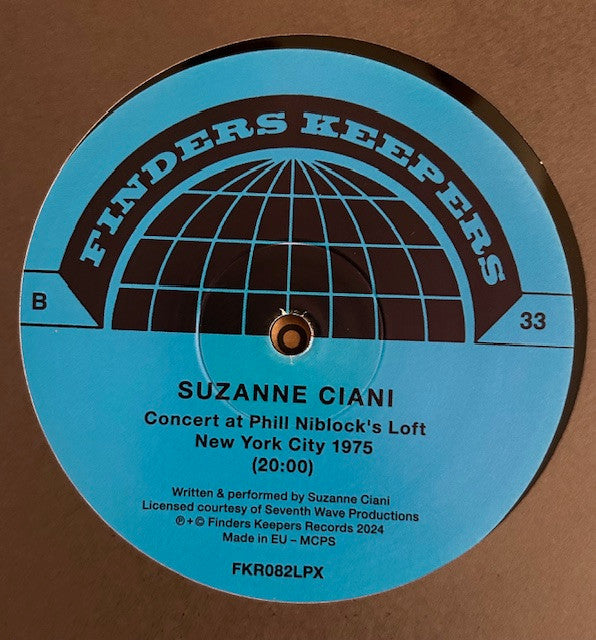 FINDERS KEEPERS
B
33
SUZANNE CIANI
Concert at Phill Niblock's Loft
New York City 1975
(20:00)
Written & performed by Suzanne Ciani
Licensed courtesy of Seventh Wave Productions
℗+© Finders Keepers Records 2024
Made in EU – MCPS
FKR082LPX